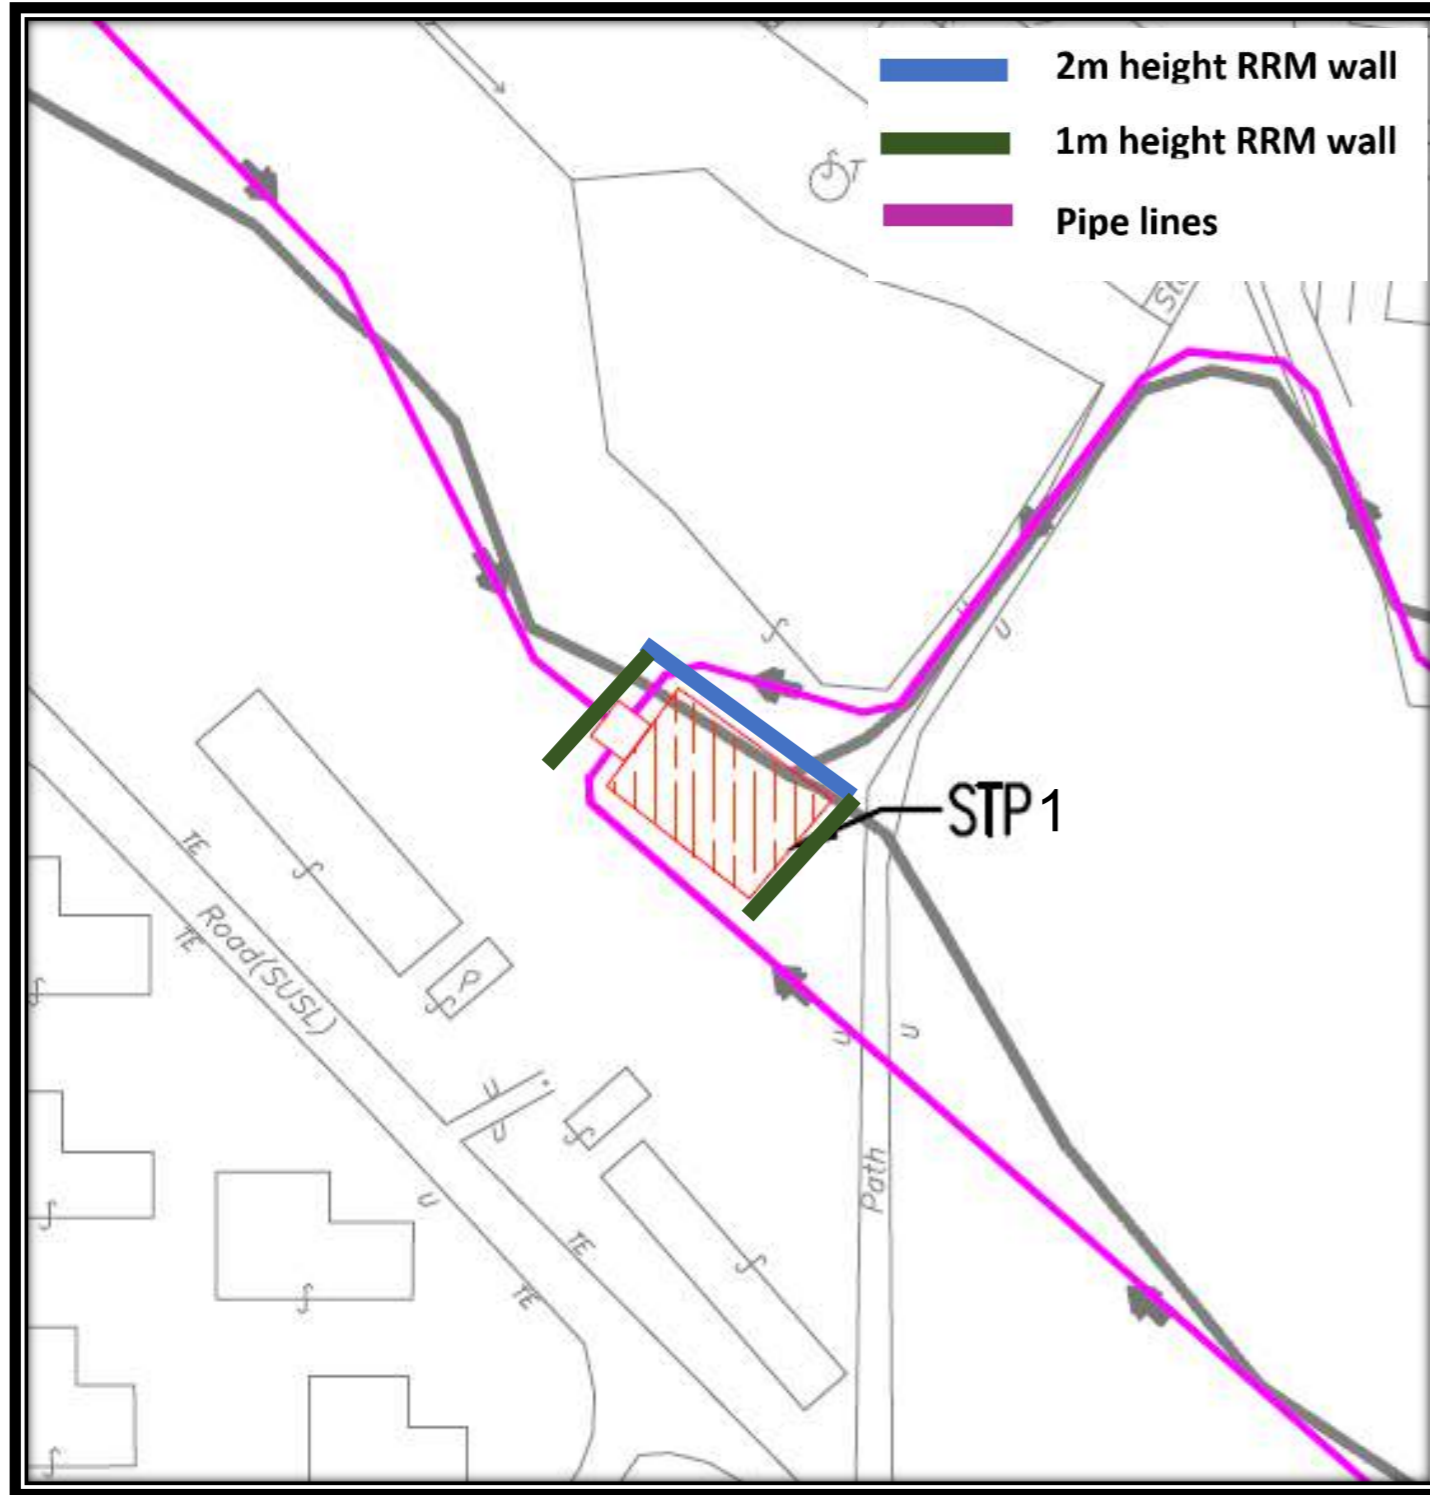 2m height RRM wall
1m height RRM wall
Pipe lines
T
U
U
STP 1
TE
Road(SUSL)
TE
U
U
U
U
Path
U
TE
TE